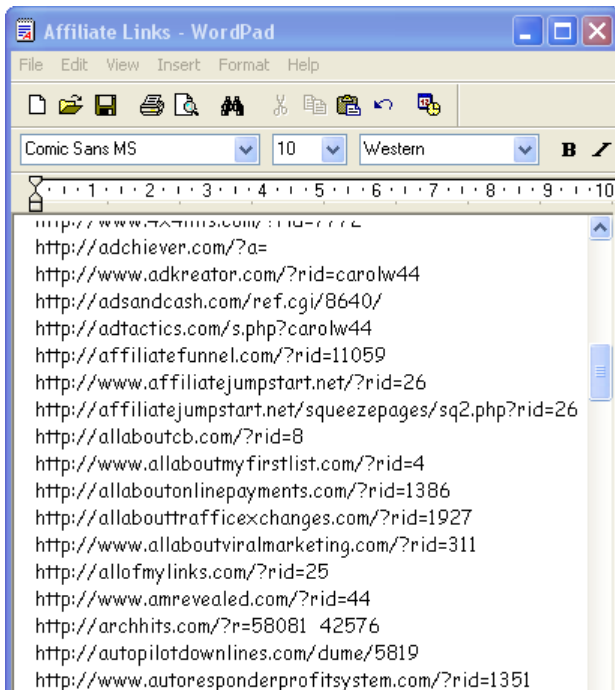 Affiliate Links - WordPad
File Edit View Insert Format Help
Comic Sans MS 10 Western B I
1 2 3 4 5 6 7 8 9 10
http://adchiever.com/?a=
http://www.adkreator.com/?rid=carolw44
http://adsandcash.com/ref.cgi/8640/
http://adtactics.com/s.php?carolw44
http://affiliatefunnel.com/?rid=11059
http://www.affiliatejumpstart.net/?rid=26
http://affiliatejumpstart.net/squeezepages/sq2.php?rid=26
http://allaboutcb.com/?rid=8
http://www.allaboutmyfirstlist.com/?rid=4
http://allaboutonlinepayments.com/?rid=1386
http://allabouttrafficexchanges.com/?rid=1927
http://www.allaboutviralmarketing.com/?rid=311
http://allofmylinks.com/?rid=25
http://www.amrevealed.com/?rid=44
http://archhits.com/?r=58081 42576
http://autopilotdownlines.com/dume/5819
http://www.autoresponderprofitsystem.com/?rid=1351